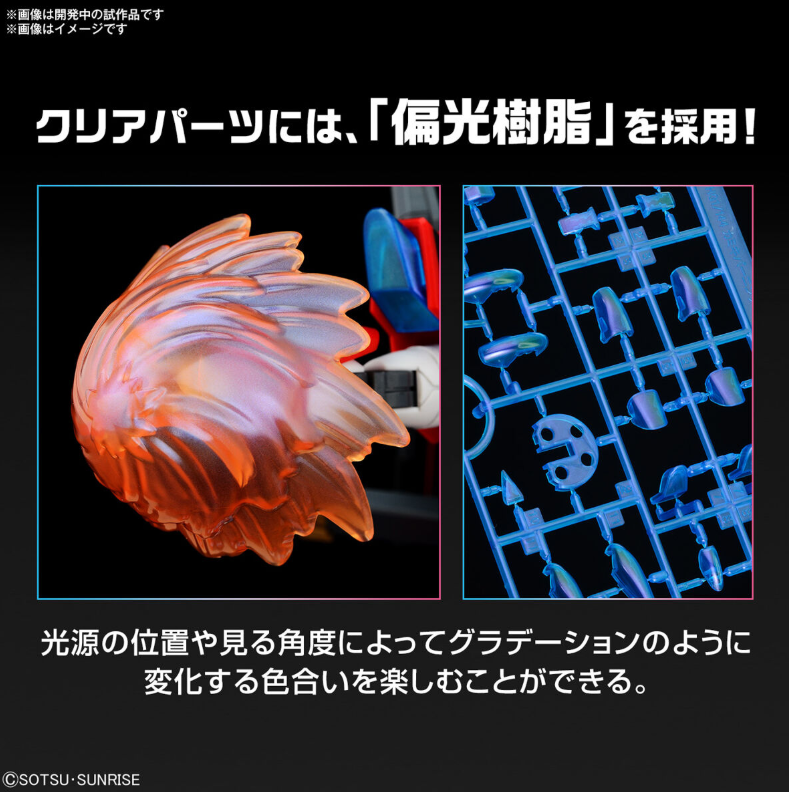 ※画像は開発中の試作品です
※画像はイメージです
クリアパーツには、「偏光樹脂」を採用！
光源の位置や見る角度によってグラデーションのように
変化する色合いを楽しむことができる。
©SOTSU・SUNRISE